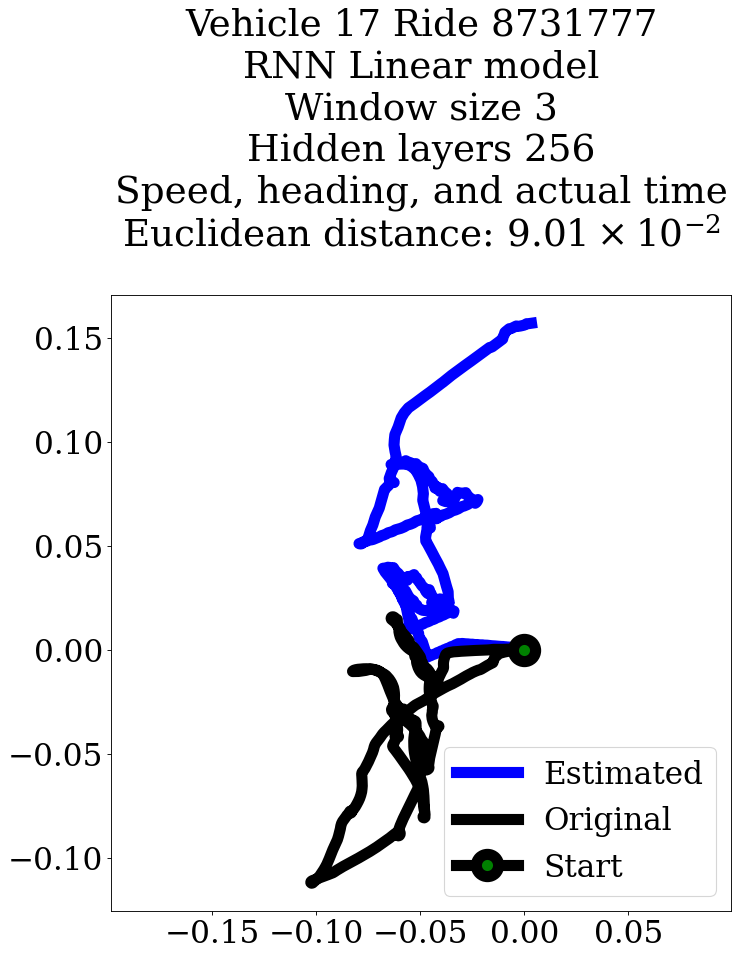 Vehicle 17 Ride 8731777
RNN Linear model
Window size 3
Hidden layers 256
Speed, heading, and actual time
Euclidean distance: 9.01 × 10⁻²
0.15
0.10
0.05
0.00
−0.05
−0.10
Estimated
Original
Start
−0.15 −0.10 −0.05 0.00 0.05